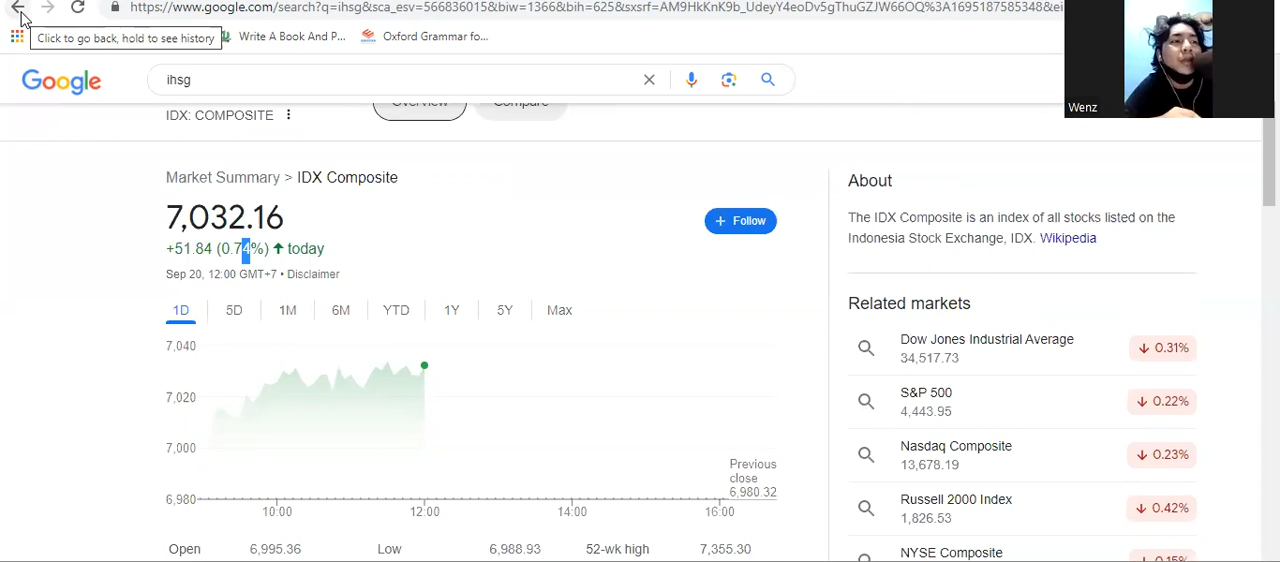 https://www.google.com/search?q=ihsg&sca_esv=566836015&biw=1366&bih=625&sxsrf=AM9HkKnK9b_UdeyY4eoDv5gThuGZJW66OQ%3A1695187585348&ei
Click to go back, hold to see history
Write A Book And P...
Oxford Grammar fo...
Google
ihsg
Wenz
IDX: COMPOSITE
Overview
Compare
Market Summary > IDX Composite
7,032.16
+51.84 (0.74%) ↑ today
Sep 20, 12:00 GMT+7 • Disclaimer
+ Follow
1D 5D 1M 6M YTD 1Y 5Y Max
7,040
7,020
7,000
6,980
Previous
close
6,980.32
10:00 12:00 14:00 16:00
Open 6,995.36 Low 6,988.93 52-wk high 7,355.30
About
The IDX Composite is an index of all stocks listed on the
Indonesia Stock Exchange, IDX. Wikipedia
Related markets
Dow Jones Industrial Average
34,517.73
↓ 0.31%
S&P 500
4,443.95
↓ 0.22%
Nasdaq Composite
13,678.19
↓ 0.23%
Russell 2000 Index
1,826.53
↓ 0.42%
NYSE Composite
↓ 0.15%